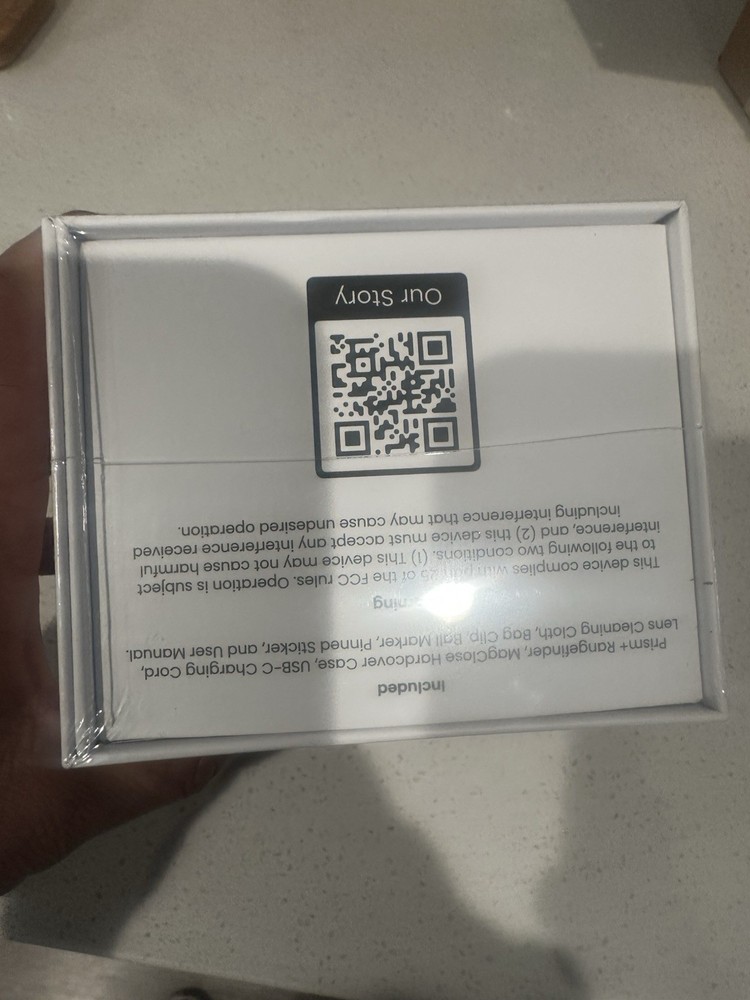 Included
Prism+ Rangefinder, MagClose Hardcover Case, USB-C Charging Cord,
Lens Cleaning Cloth, Bag Clip, Ball Marker, Pinned Sticker, and User Manual.
This device complies with part 25 of the FCC rules. Operation is subject
to the following two conditions. (1) This device may not cause harmful
interference, and (2) this device must accept any interference received
including interference that may cause undesired operation.
Our Story